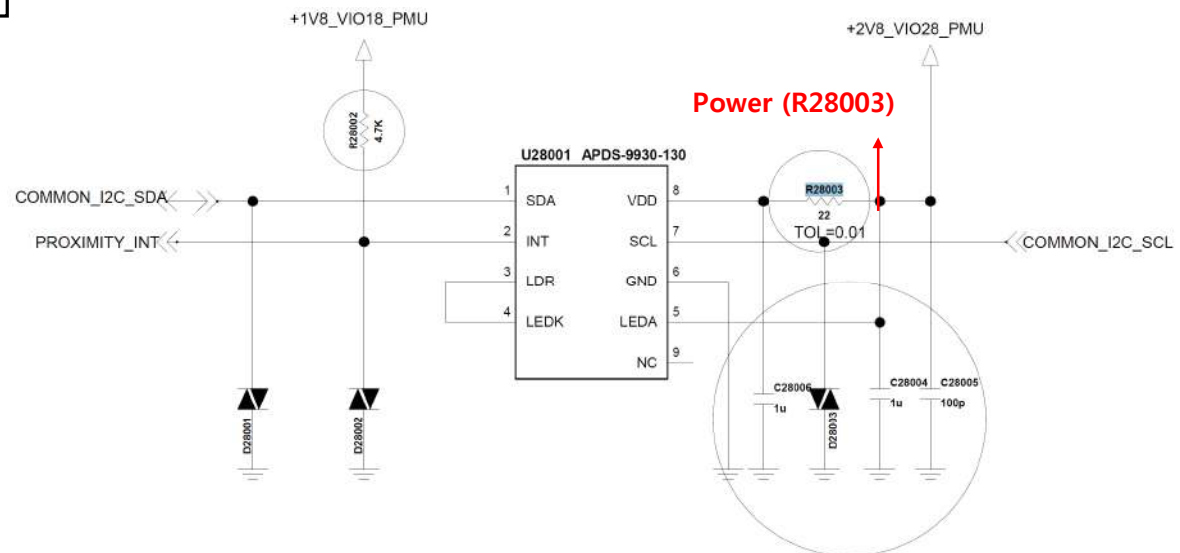 +1V8_VIO18_PMU
+2V8_VIO28_PMU
Power (R28003)
R28002
4.7K
U28001 APDS-9930-130
COMMON_I2C_SDA
1
SDA
VDD
8
R28003
22
TOL=0.01
PROXIMITY_INT
2
INT
SCL
7
COMMON_I2C_SCL
3
LDR
GND
6
4
LEDK
LEDA
5
NC
9
D28001
D28002
C28006
1u
D28003
C28004
1u
C28005
100p